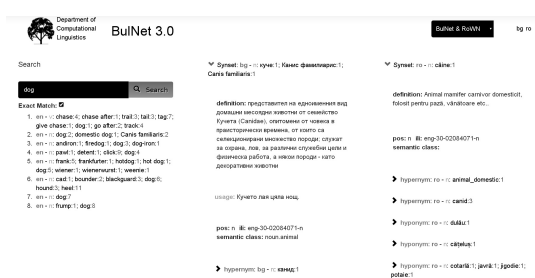 Department of
Computational
Linguistics
BulNet 3.0
BulNet & RoWN
bg ro
Search
dog
Search
Exact Match:
1. en - v: chase:4; chase after:1; trail:3; tail:3; tag:7;
give chase:1; dog:1; go after:2; track:4
2. en - n: dog:2; domestic dog:1; Canis familiaris:2
3. en - n: andiron:1; firedog:1; dog:3; dog-iron:1
4. en - n: pawl:1; detent:1; click:9; dog:4
5. en - n: frank:5; frankfurter:1; hotdog:1; hot dog:1;
dog:5; wiener:1; wienerwurst:1; weenie:1
6. en - n: cad:1; bounder:2; blackguard:3; dog:6;
hound:3; heel:11
7. en - n: dog:7
8. en - n: frump:1; dog:8
Synset: bg - n: куче:1; Канис фамилиарис:1;
Canis familiaris:1
definition: представител на едноименния вид
домашни месоядни животни от семейство
Кучета (Canidae), опитомени от човека в
праисторически времена, от които са
селекционирани множество породи; служат
за охрана, лов, за различни служебни цели и
физическа работа, а някои породи - като
декоративни животни
usage: Кучето лая цяла нощ.
pos: n ili: eng-30-02084071-n
semantic class: noun.animal
hypernym: bg - n: канид:1
Synset: ro - n: câine:1
definition: Animal mamifer carnivor domesticit,
folosit pentru pază, vânătoare etc..
pos: n ili: eng-30-02084071-n
semantic class:
hypernym: ro - n: animal_domestic:1
hypernym: ro - n: canid:3
hyponym: ro - n: dulău:1
hyponym: ro - n: cățeluș:1
hyponym: ro - n: cotarlă:1; javră:1; jigodie:1;
potaie:1